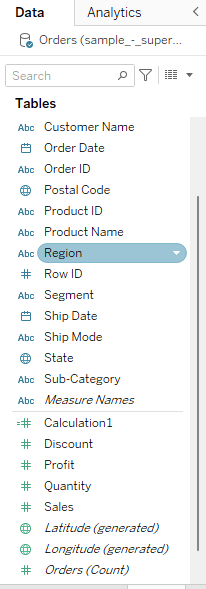 Data Analytics
Orders (sample_-_super...
Search
Tables
Abc Customer Name
Order Date
Abc Order ID
Postal Code
Abc Product ID
Abc Product Name
Abc Region
# Row ID
Abc Segment
Ship Date
Abc Ship Mode
State
Abc Sub-Category
Abc Measure Names
=# Calculation1
# Discount
# Profit
# Quantity
# Sales
Latitude (generated)
Longitude (generated)
# Orders (Count)